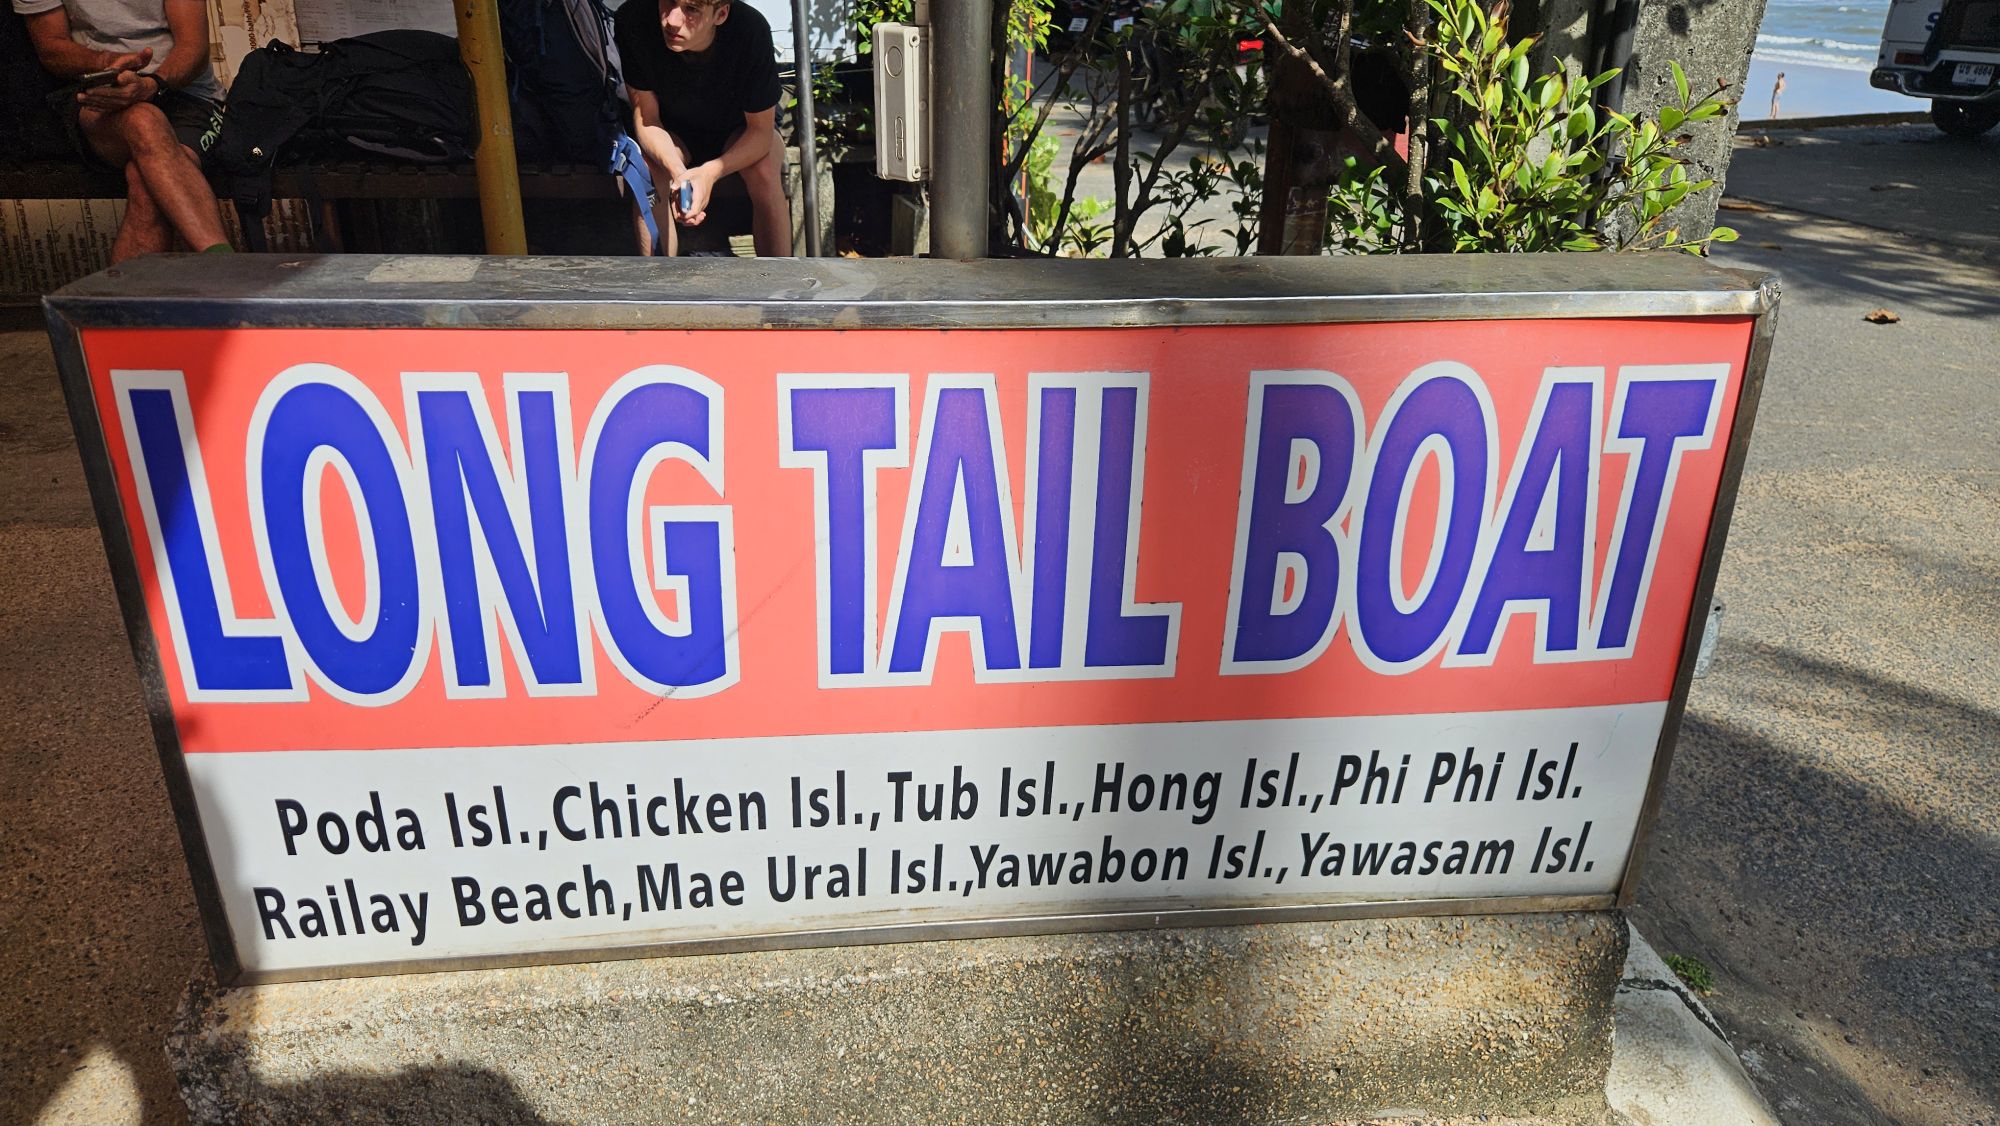 LONG TAIL BOAT
Poda Isl.,Chicken Isl.,Tub Isl.,Hong Isl.,Phi Phi Isl.
Railay Beach,Mae Ural Isl.,Yawabon Isl.,Yawasam Isl.